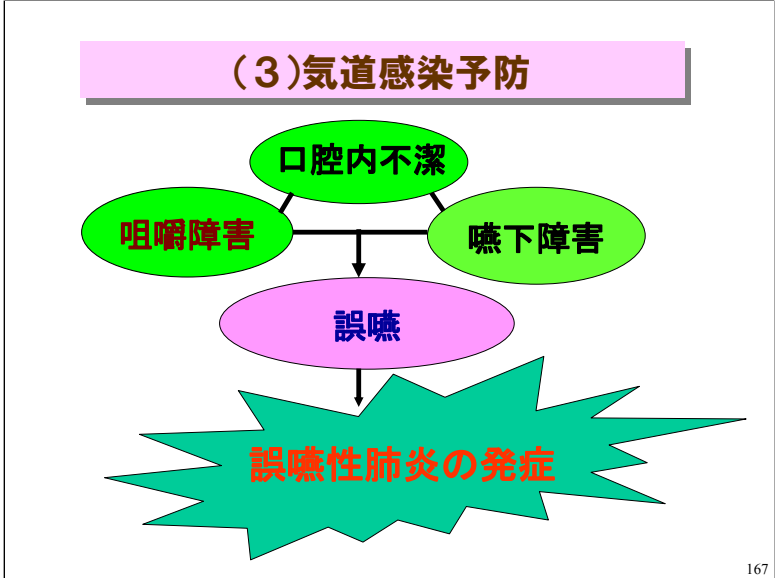 （３）気道感染予防
口腔内不潔
咀嚼障害
嚥下障害
誤嚥
誤嚥性肺炎の発症
167